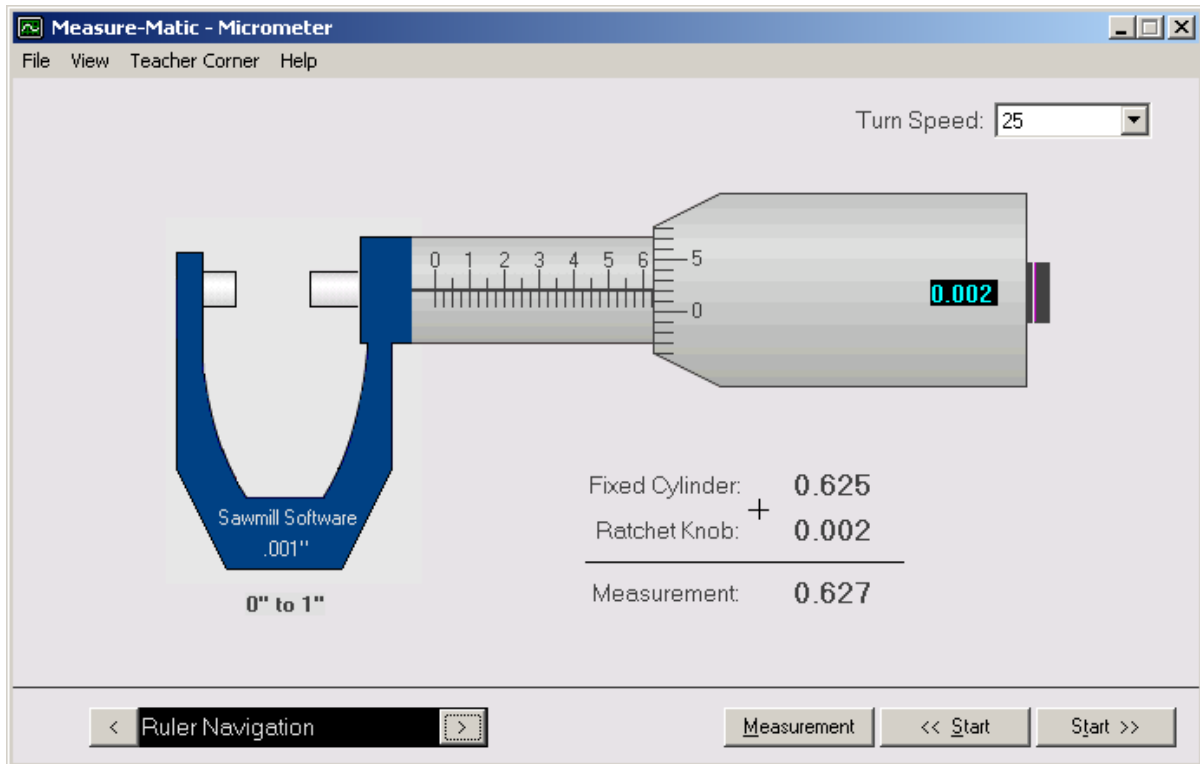 Measure-Matic - Micrometer
File View Teacher Corner Help
Turn Speed: 25
0 1 2 3 4 5 6
5
0
0.002
Sawmill Software
.001"
0" to 1"
Fixed Cylinder: 0.625
+
Ratchet Knob: 0.002
Measurement: 0.627
< Ruler Navigation >
Measurement << Start Start >>